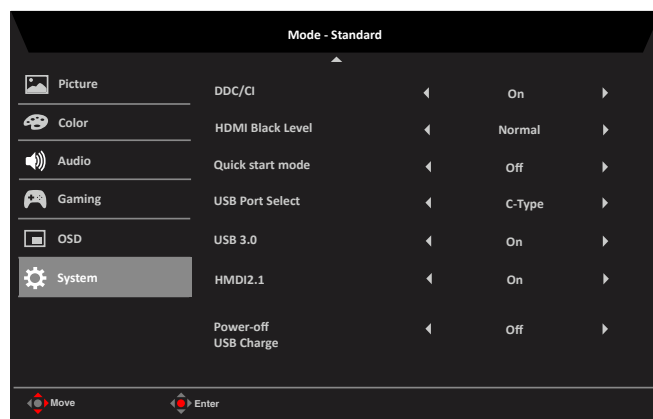 Mode - Standard
Picture
Color
Audio
Gaming
OSD
System
DDC/CI On
HDMI Black Level Normal
Quick start mode Off
USB Port Select C-Type
USB 3.0 On
HMDI2.1 On
Power-off Off
USB Charge
Move Enter